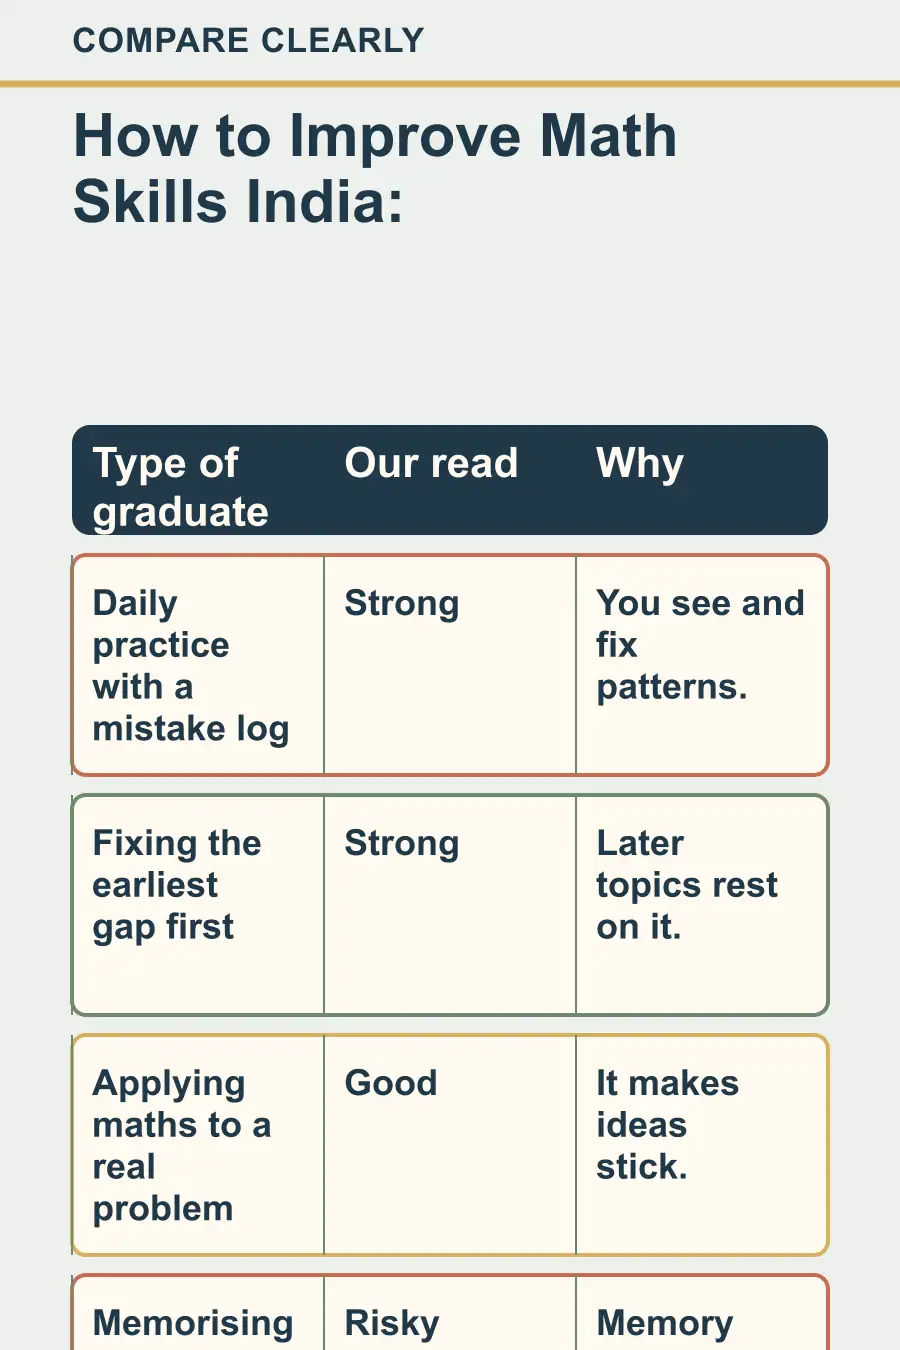 COMPARE CLEARLY
How to Improve Math
Skills India:
Type of
graduate
Our read
Why
Daily
practice
with a
mistake log
Strong
You see and
fix
patterns.
Fixing the
earliest
gap first
Strong
Later
topics rest
on it.
Applying
maths to a
real
problem
Good
It makes
ideas
stick.
Memorising
Risky
Memory